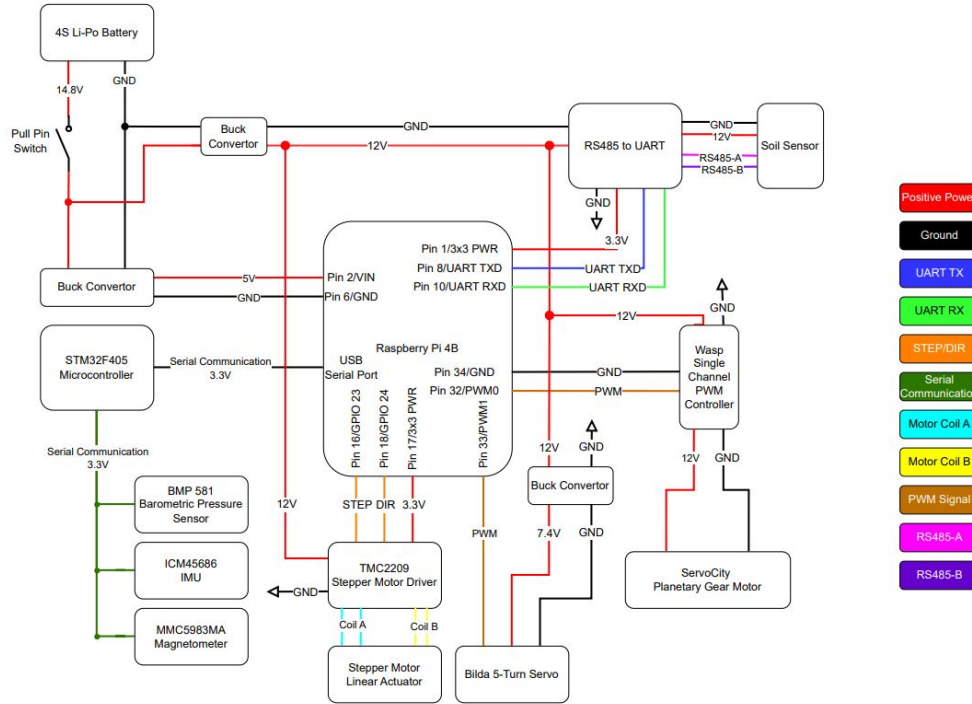 4S Li-Po Battery
14.8V
GND
Pull Pin
Switch
Buck
Convertor
GND
12V
RS485 to UART
GND
12V
RS485-A
RS485-B
Soil Sensor
GND
3.3V
Buck Convertor
5V
GND
Pin 2/VIN
Pin 6/GND
Pin 1/3x3 PWR
Pin 8/UART TXD
Pin 10/UART RXD
UART TXD
UART RXD
STM32F405
Microcontroller
Serial Communication
3.3V
USB
Serial Port
Raspberry Pi 4B
Pin 34/GND
Pin 32/PWM0
GND
PWM
12V
GND
Wasp
Single
Channel
PWM
Controller
Pin 16/GPIO 23
Pin 18/GPIO 24
Pin 17/3x3 PWR
Pin 33/PWM1
Serial Communication
3.3V
BMP 581
Barometric Pressure
Sensor
ICM45686
IMU
MMC5983MA
Magnetometer
12V
STEP
DIR
3.3V
PWM
12V
GND
Buck Convertor
7.4V
GND
12V
GND
TMC2209
Stepper Motor Driver
GND
Coil A
Coil B
Stepper Motor
Linear Actuator
Bilda 5-Turn Servo
ServoCity
Planetary Gear Motor
Positive Powe
Ground
UART TX
UART RX
STEP/DIR
Serial
Communicatio
Motor Coil A
Motor Coil B
PWM Signal
RS485-A
RS485-B